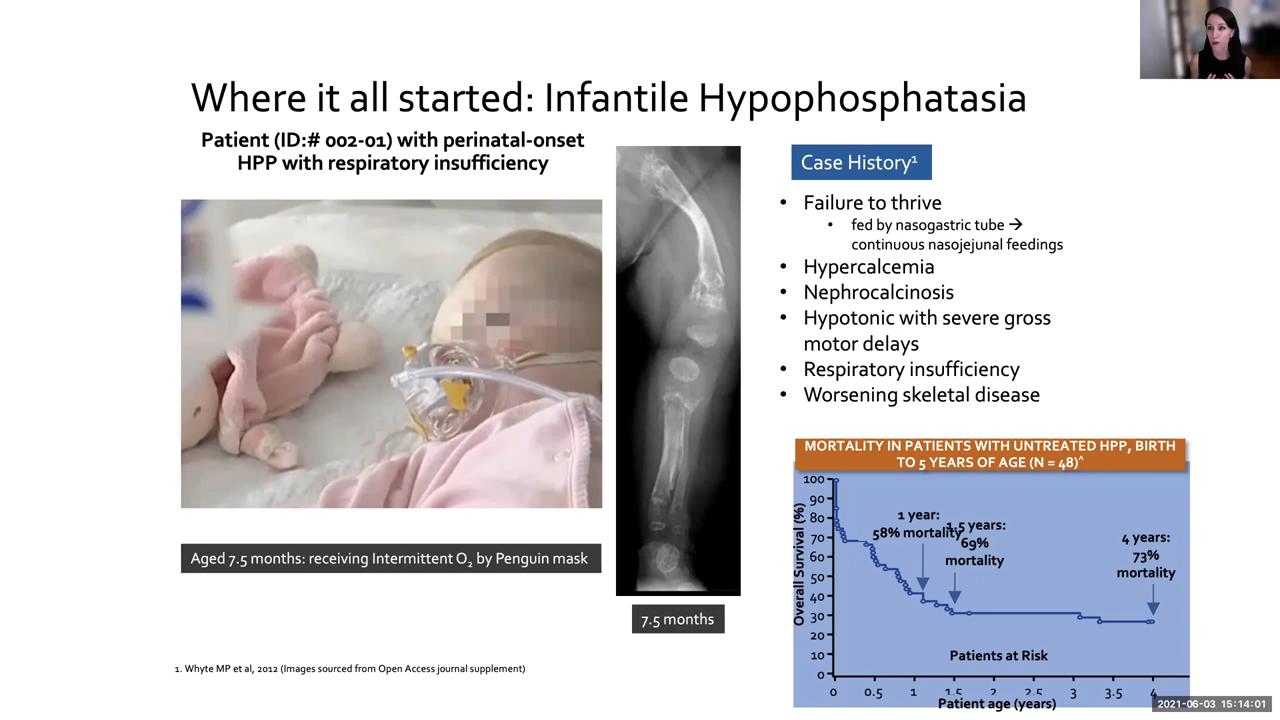 Where it all started: Infantile Hypophosphatasia
Patient (ID:# 002-01) with perinatal-onset
HPP with respiratory insufficiency
Aged 7.5 months: receiving Intermittent O₂ by Penguin mask
7.5 months
Case History¹
• Failure to thrive
• fed by nasogastric tube →
continuous nasojejunal feedings
• Hypercalcemia
• Nephrocalcinosis
• Hypotonic with severe gross
motor delays
• Respiratory insufficiency
• Worsening skeletal disease
MORTALITY IN PATIENTS WITH UNTREATED HPP, BIRTH
TO 5 YEARS OF AGE (N = 48)^
Overall Survival (%)
100
90
80
70
60
50
40
30
20
10
0
1 year:
58% mortality
1.5 years:
69%
mortality
4 years:
73%
mortality
Patients at Risk
0 0.5 1 1.5 2 2.5 3 3.5 4
Patient age (years)
1. Whyte MP et al, 2012 (Images sourced from Open Access journal supplement)
2021-06-03 15:14:01